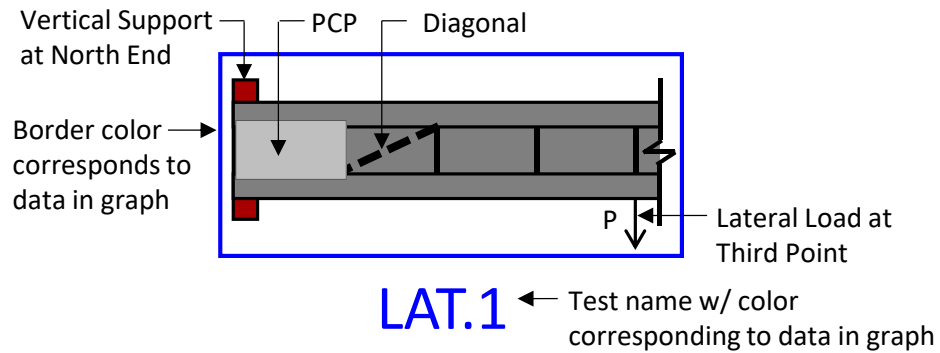 Vertical Support
at North End
PCP
Diagonal
Border color
corresponds to
data in graph
P
Lateral Load at
Third Point
LAT.1
Test name w/ color
corresponding to data in graph